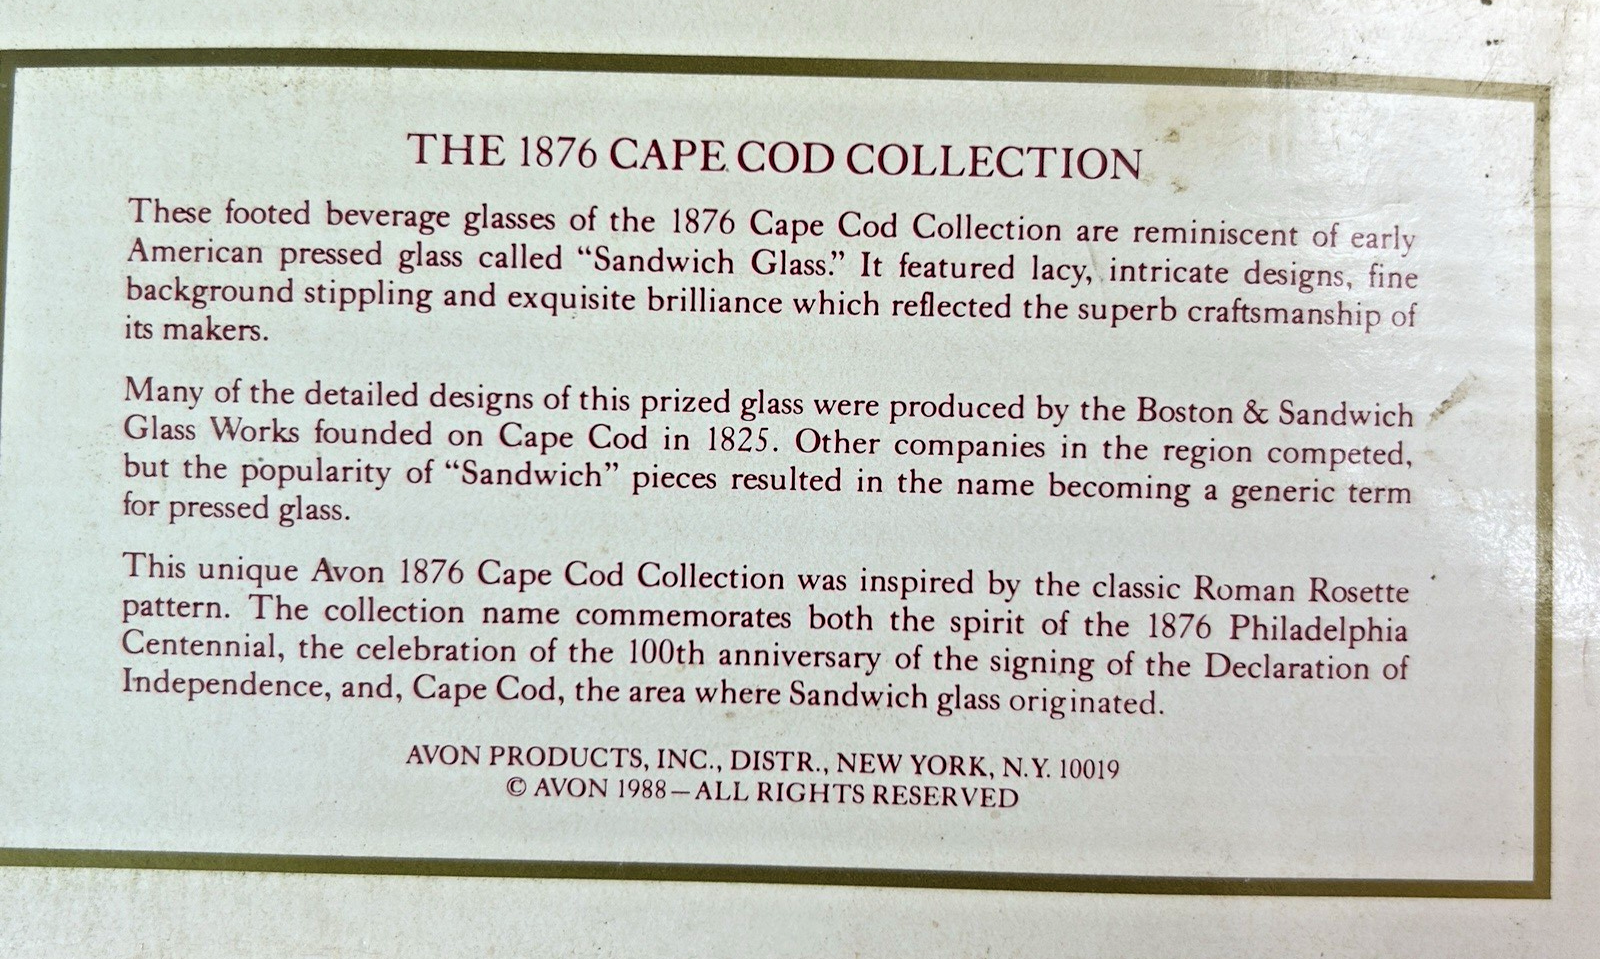 THE 1876 CAPE COD COLLECTION
These footed beverage glasses of the 1876 Cape Cod Collection are reminiscent of early
American pressed glass called “Sandwich Glass.” It featured lacy, intricate designs, fine
background stippling and exquisite brilliance which reflected the superb craftsmanship of
its makers.
Many of the detailed designs of this prized glass were produced by the Boston & Sandwich
Glass Works founded on Cape Cod in 1825. Other companies in the region competed,
but the popularity of “Sandwich” pieces resulted in the name becoming a generic term
for pressed glass.
This unique Avon 1876 Cape Cod Collection was inspired by the classic Roman Rosette
pattern. The collection name commemorates both the spirit of the 1876 Philadelphia
Centennial, the celebration of the 100th anniversary of the signing of the Declaration of
Independence, and, Cape Cod, the area where Sandwich glass originated.
AVON PRODUCTS, INC., DISTR., NEW YORK, N.Y. 10019
© AVON 1988—ALL RIGHTS RESERVED